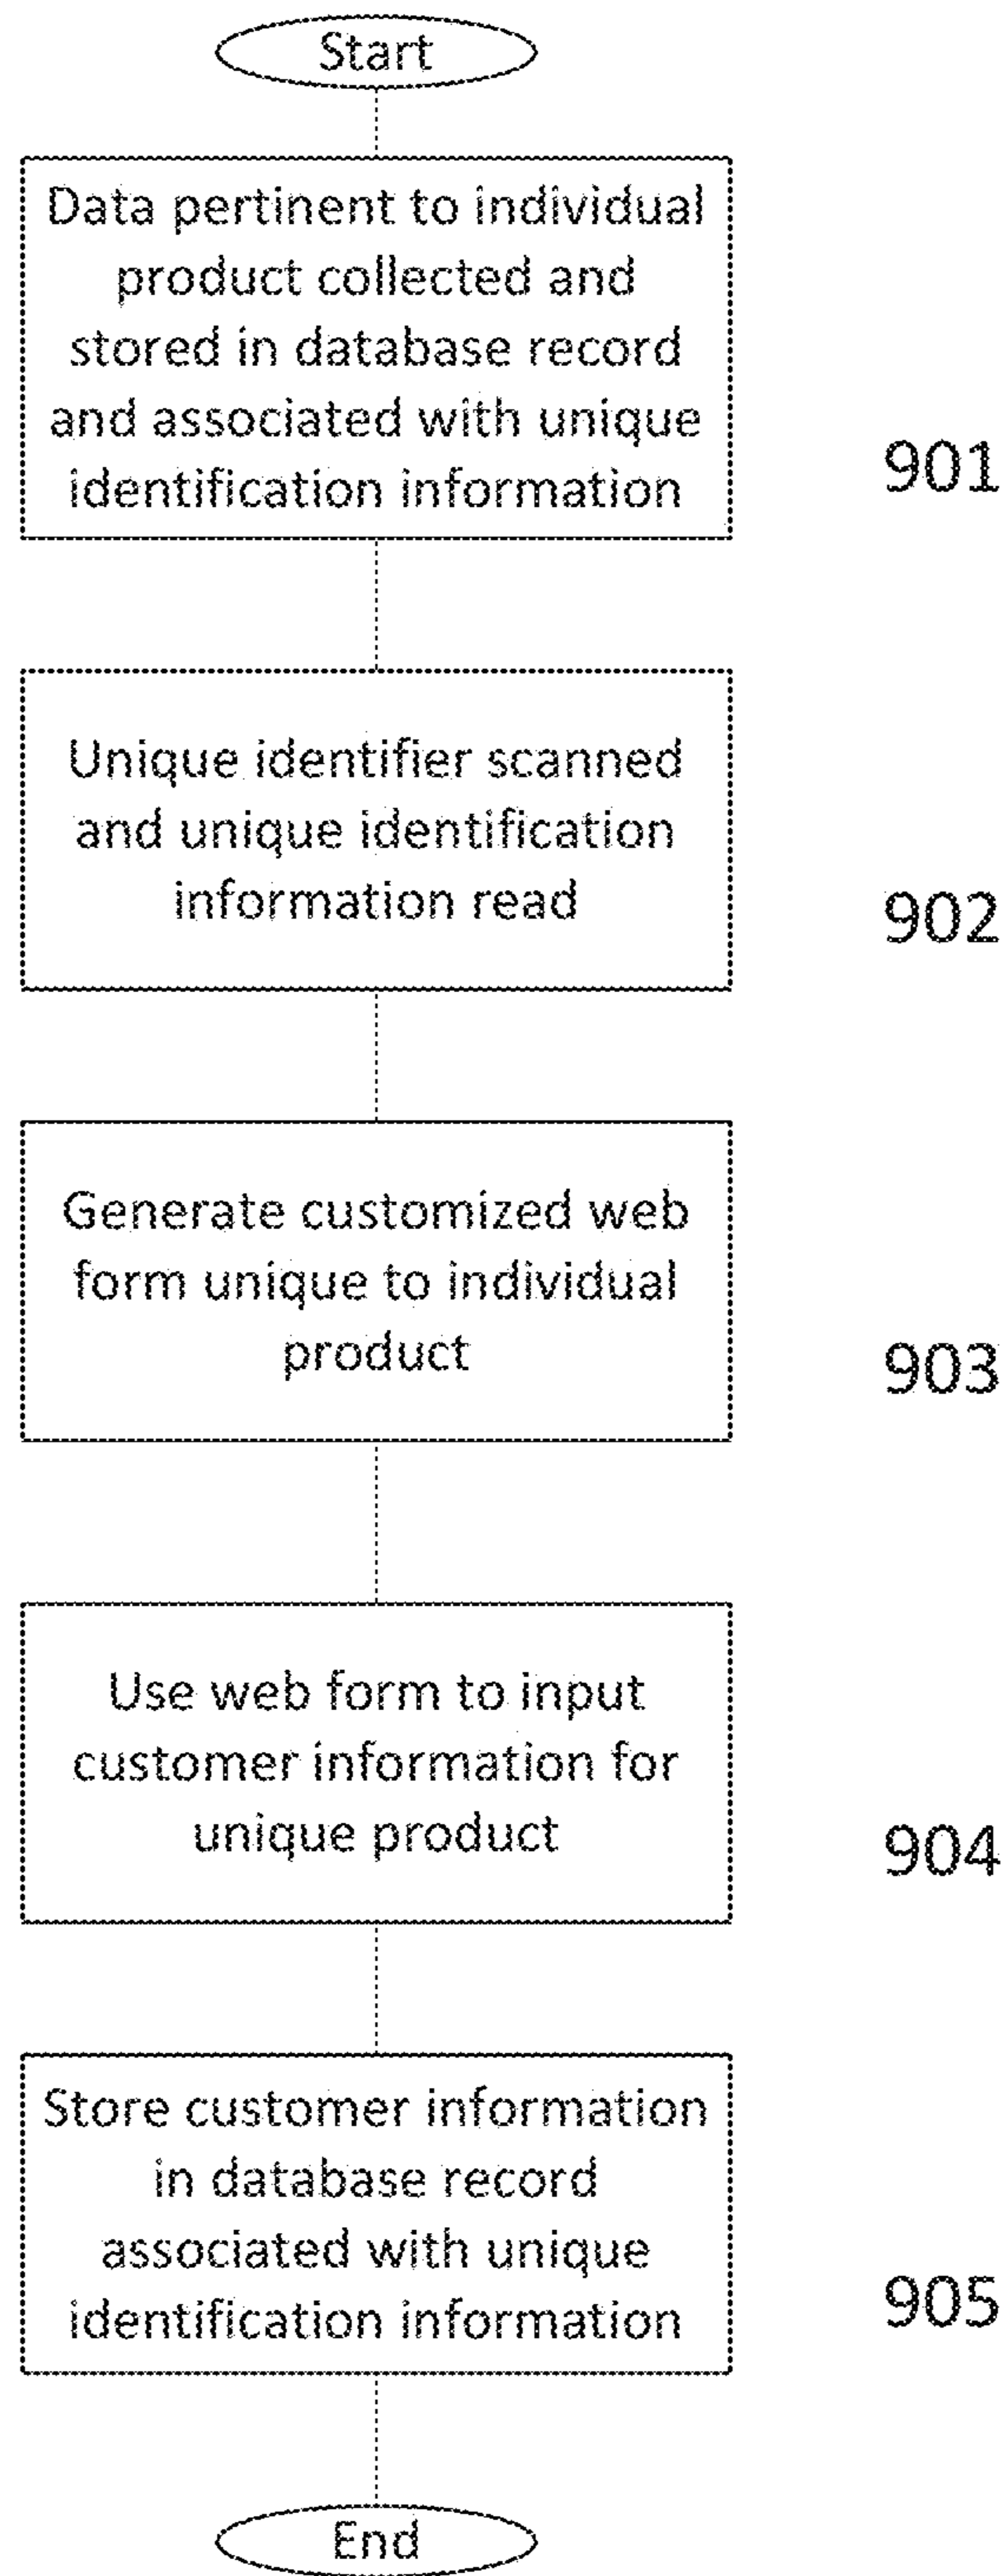 Start
Data pertinent to individual
product collected and
stored in database record
and associated with unique
identification information
901
Unique identifier scanned
and unique identification
information read
902
Generate customized web
form unique to individual
product
903
Use web form to input
customer information for
unique product
904
Store customer information
in database record
associated with unique
identification information
905
End